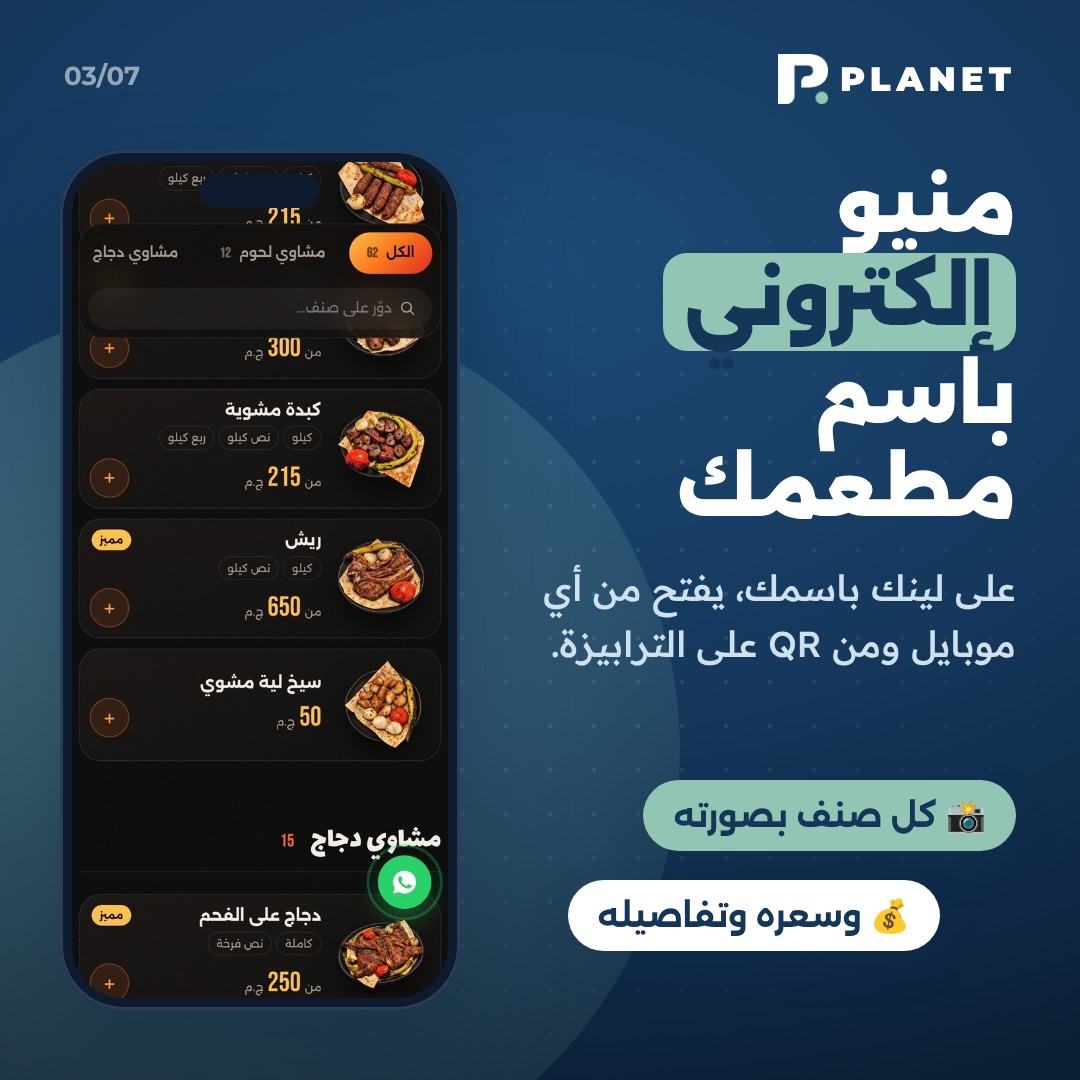 03/07
PLANET
منيو
إلكتروني
باسم
مطعمك
على لينك باسمك، يفتح من أي
موبايل ومن QR على الترابيزة.
📸 كل صنف بصورته
💰 وسعره وتفاصيله
ربع كيلو
من 215 ج.م
+
الكل 62 مشاوي لحوم 12 مشاوي دجاج
دوّر على صنف...
من 300 ج.م
+
كبدة مشوية
كيلو نص كيلو ربع كيلو
من 215 ج.م
+
مميز
ريش
كيلو نص كيلو
من 650 ج.م
+
سيخ لية مشوي
50 ج.م
+
مشاوي دجاج 15
مميز
دجاج على الفحم
كاملة نص فرخة
من 250 ج.م
+